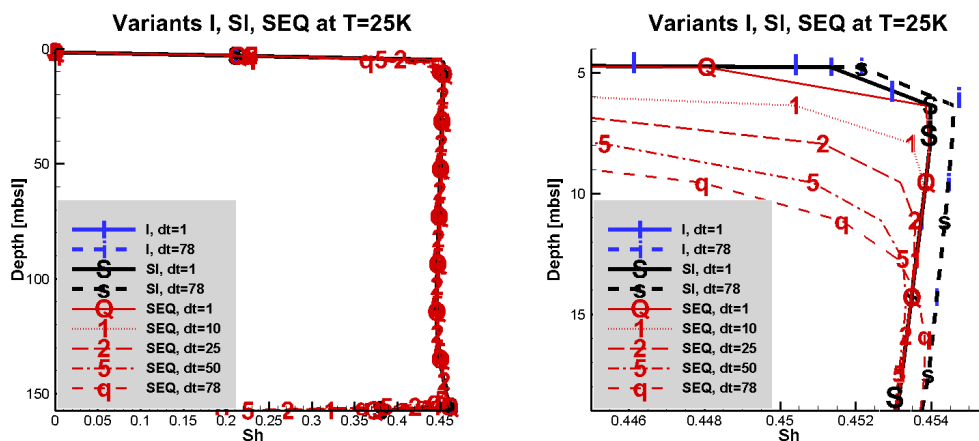 Variants I, SI, SEQ at T=25K
0
50
100
150
Depth [mbsl]
0
0.05
0.1
0.15
0.2
0.25
0.3
0.35
0.4
0.45
Sh
I, dt=1
I, dt=78
SI, dt=1
SI, dt=78
SEQ, dt=1
SEQ, dt=10
SEQ, dt=25
SEQ, dt=50
SEQ, dt=78
Variants I, SI, SEQ at T=25K
5
10
15
Depth [mbsl]
0.446
0.448
0.45
0.452
0.454
Sh
I, dt=1
I, dt=78
SI, dt=1
SI, dt=78
SEQ, dt=1
SEQ, dt=10
SEQ, dt=25
SEQ, dt=50
SEQ, dt=78